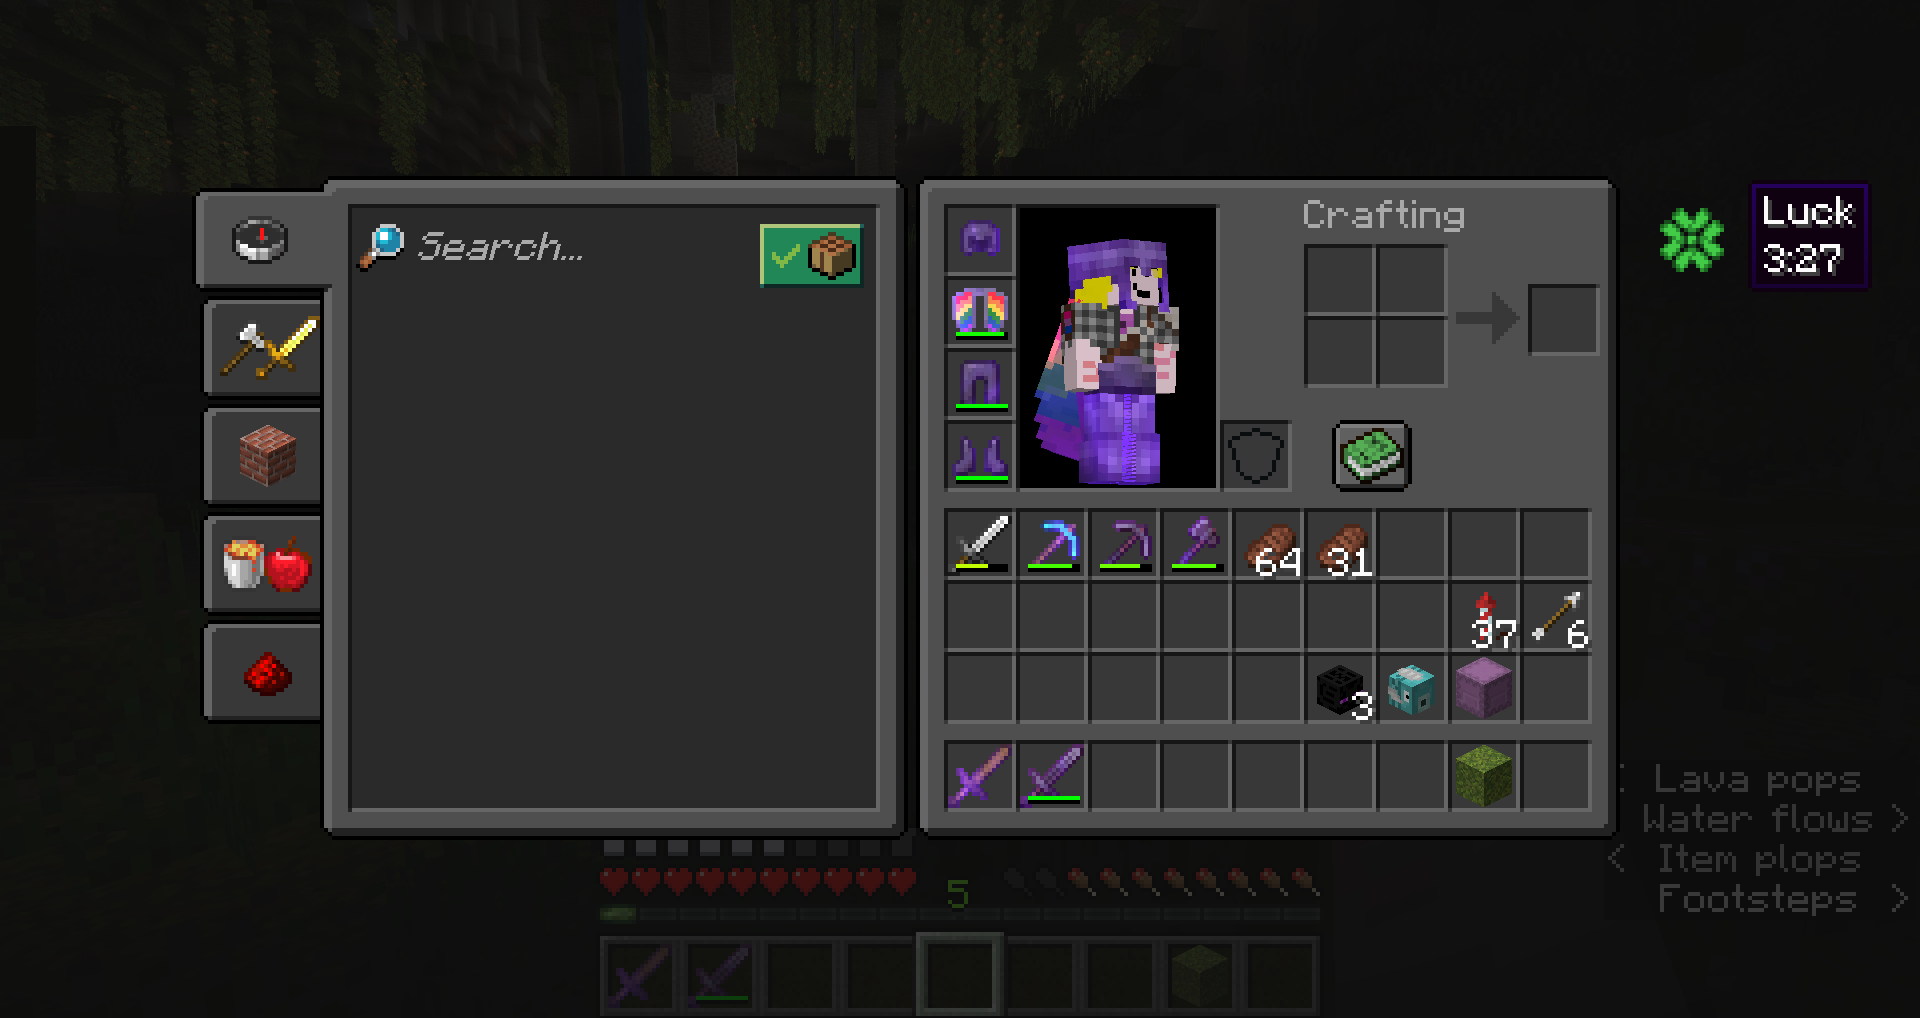 Search...
Crafting
Luck
3:27
64
31
37
6
3
Lava pops
Water flows >
< Item plops
Footsteps >
5